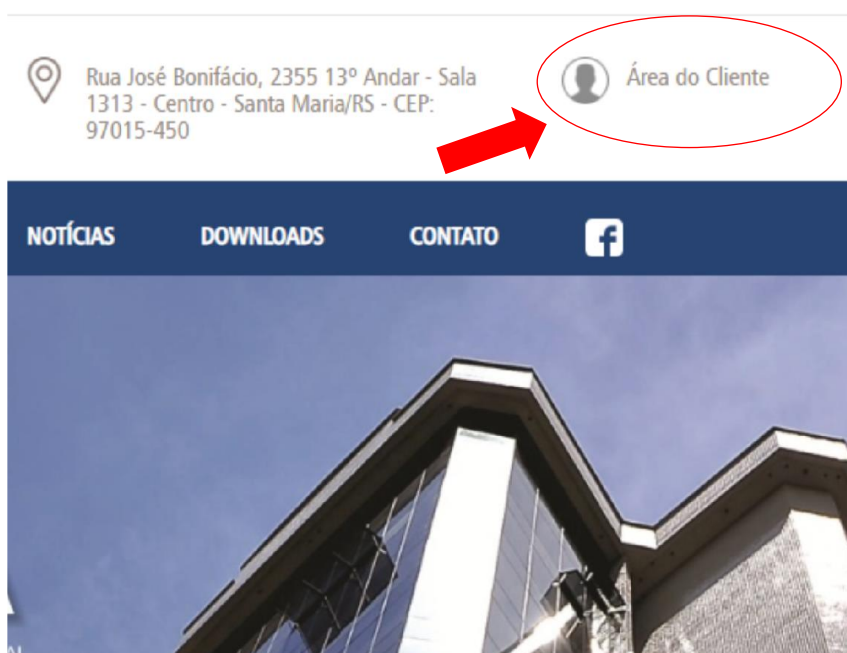 Rua José Bonifácio, 2355 13º Andar - Sala
1313 - Centro - Santa Maria/RS - CEP:
97015-450
Área do Cliente
NOTÍCIAS DOWNLOADS CONTATO